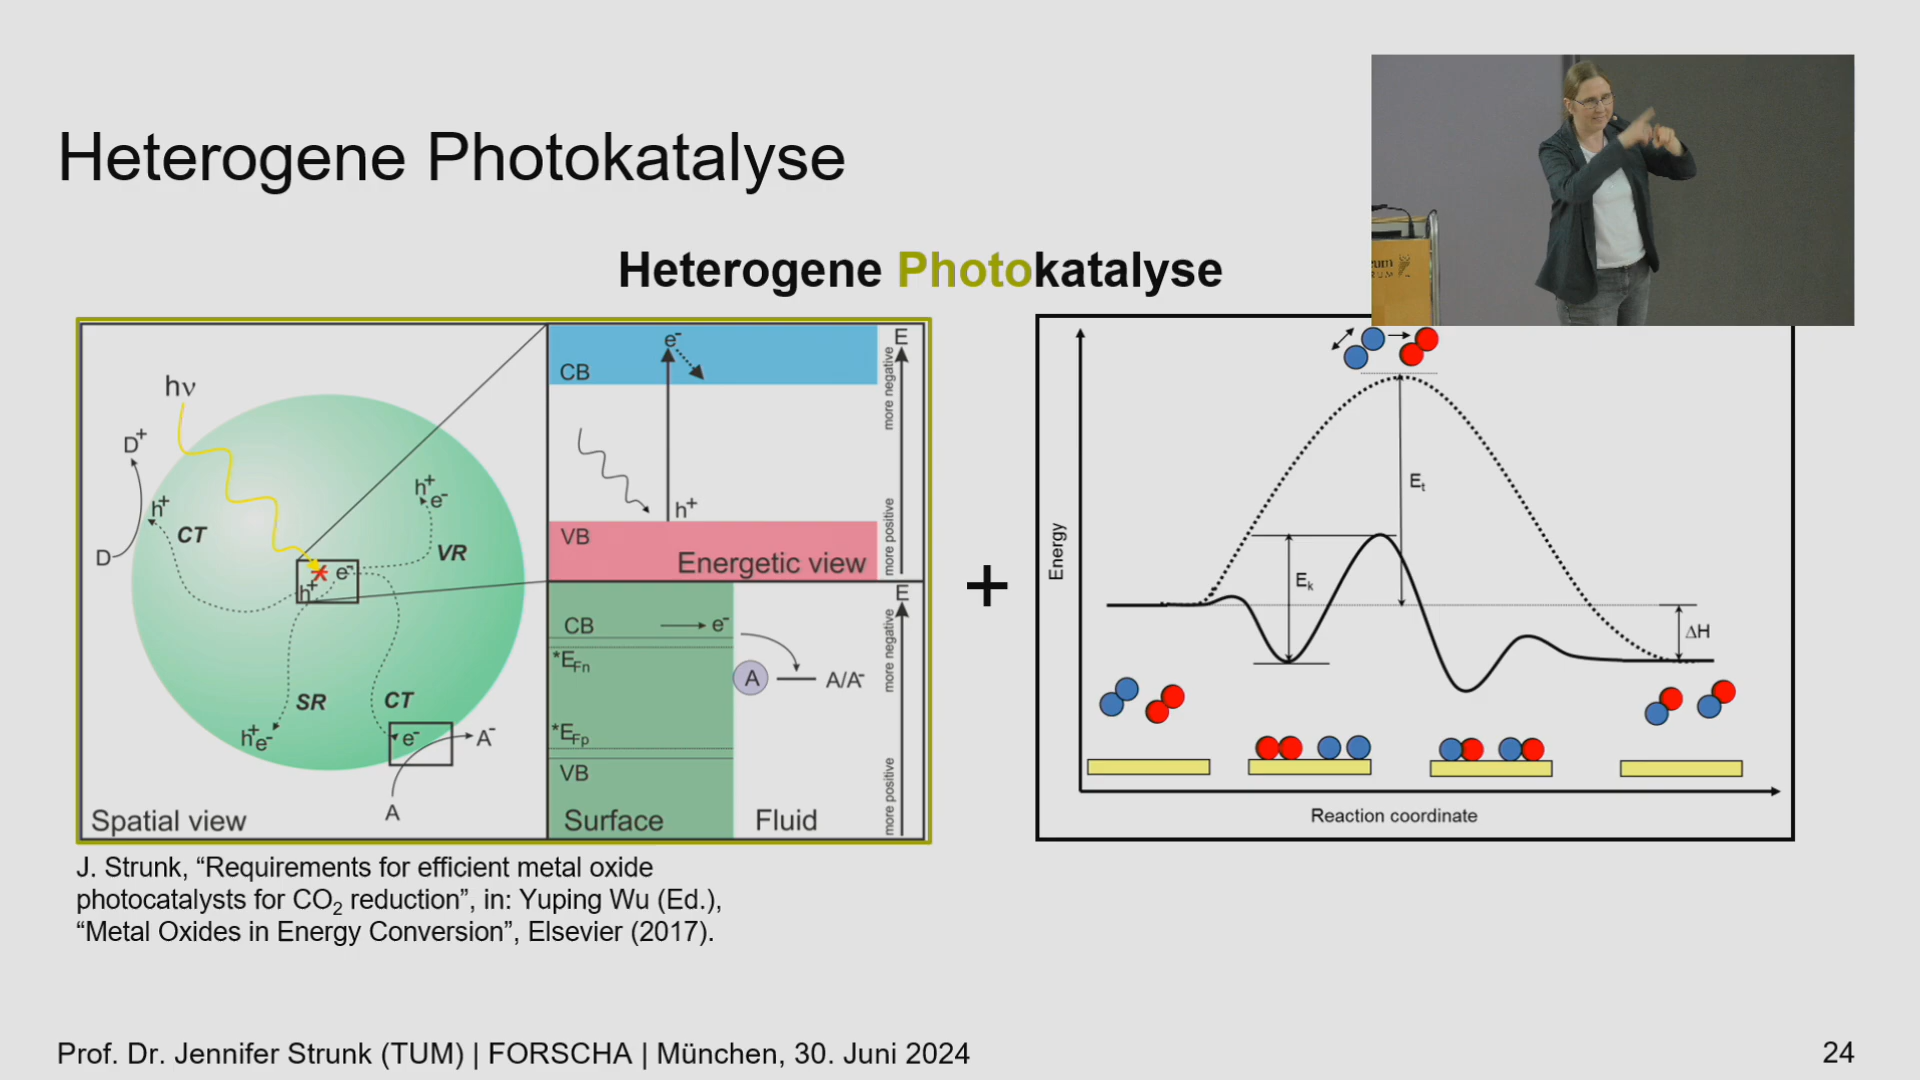 Heterogene Photokatalyse
Heterogene Photokatalyse
hν
D+
D
h+
CT
h+
e-
VR
e-
h+
SR
CT
h+e-
e-
A-
A
Spatial view
e-
CB
h+
VB
Energetic view
E
more negative
more positive
CB
e-
*EFn
A
A/A-
*EFp
VB
Surface
Fluid
E
more negative
more positive
+
Energy
Et
Ek
ΔH
Reaction coordinate
J. Strunk, “Requirements for efficient metal oxide
photocatalysts for CO2 reduction”, in: Yuping Wu (Ed.),
“Metal Oxides in Energy Conversion”, Elsevier (2017).
Prof. Dr. Jennifer Strunk (TUM) | FORSCHA | München, 30. Juni 2024
24